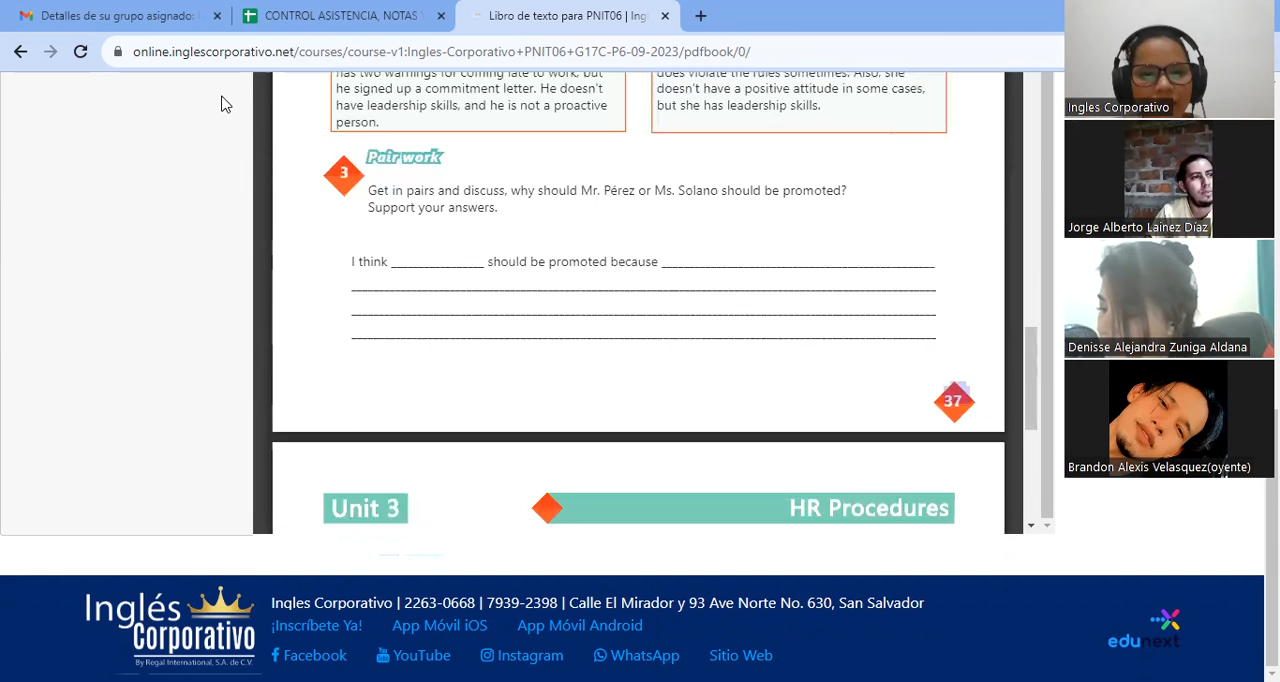 Detalles de su grupo asignado:
CONTROL ASISTENCIA, NOTAS Y
Libro de texto para PNIT06 | Ing
online.inglescorporativo.net/courses/course-v1:Ingles-Corporativo+PNIT06+G17C-P6-09-2023/pdfbook/0/
has two warnings for coming late to work, but
he signed up a commitment letter. He doesn't
have leadership skills, and he is not a proactive
person.
does violate the rules sometimes. Also, she
doesn't have a positive attitude in some cases,
but she has leadership skills.
3
Pair work
Get in pairs and discuss, why should Mr. Pérez or Ms. Solano should be promoted?
Support your answers.
I think ________________ should be promoted because ________________________________________________
37
Unit 3
HR Procedures
Ingles Corporativo
Jorge Alberto Laínez Díaz
Denisse Alejandra Zuniga Aldana
Brandon Alexis Velasquez(oyente)
Inglés
Corporativo
By Regal International, S.A. de C.V.
Ingles Corporativo | 2263-0668 | 7939-2398 | Calle El Mirador y 93 Ave Norte No. 630, San Salvador
¡Inscríbete Ya! App Móvil iOS App Móvil Android
Facebook YouTube Instagram WhatsApp Sitio Web
edunext